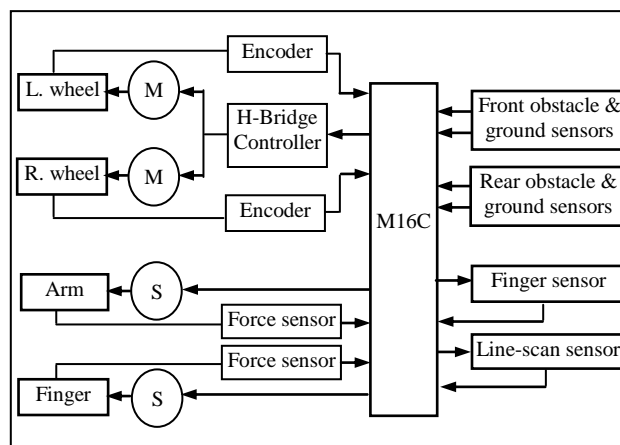 Encoder
L. wheel
M
H-Bridge
Controller
R. wheel
M
Encoder
Arm
S
Force sensor
Force sensor
Finger
S
M16C
Front obstacle &
ground sensors
Rear obstacle &
ground sensors
Finger sensor
Line-scan sensor